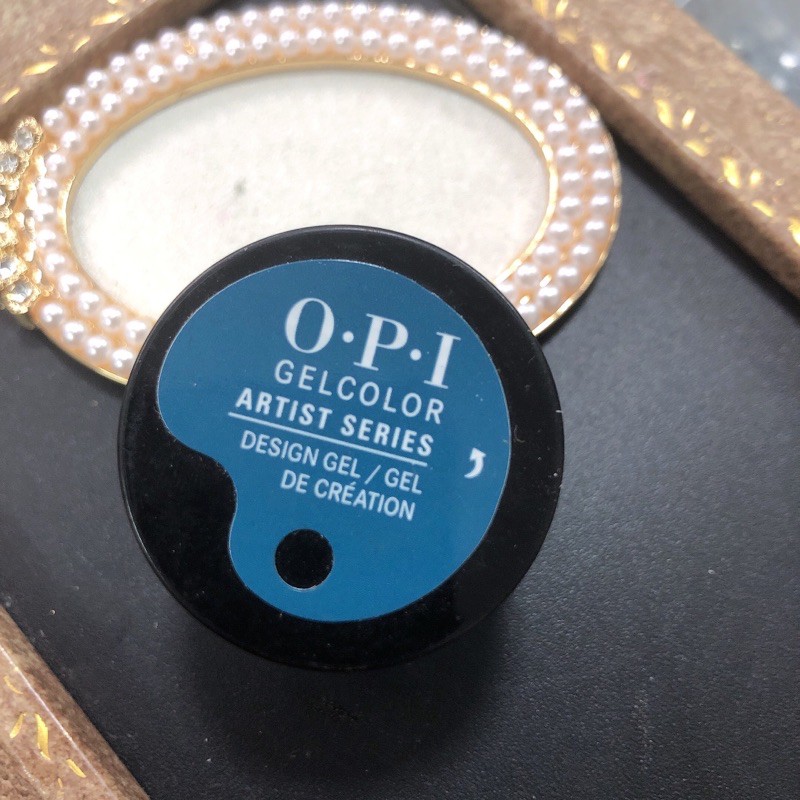 O·P·I
GELCOLOR
ARTIST SERIES
DESIGN GEL / GEL
DE CRÉATION